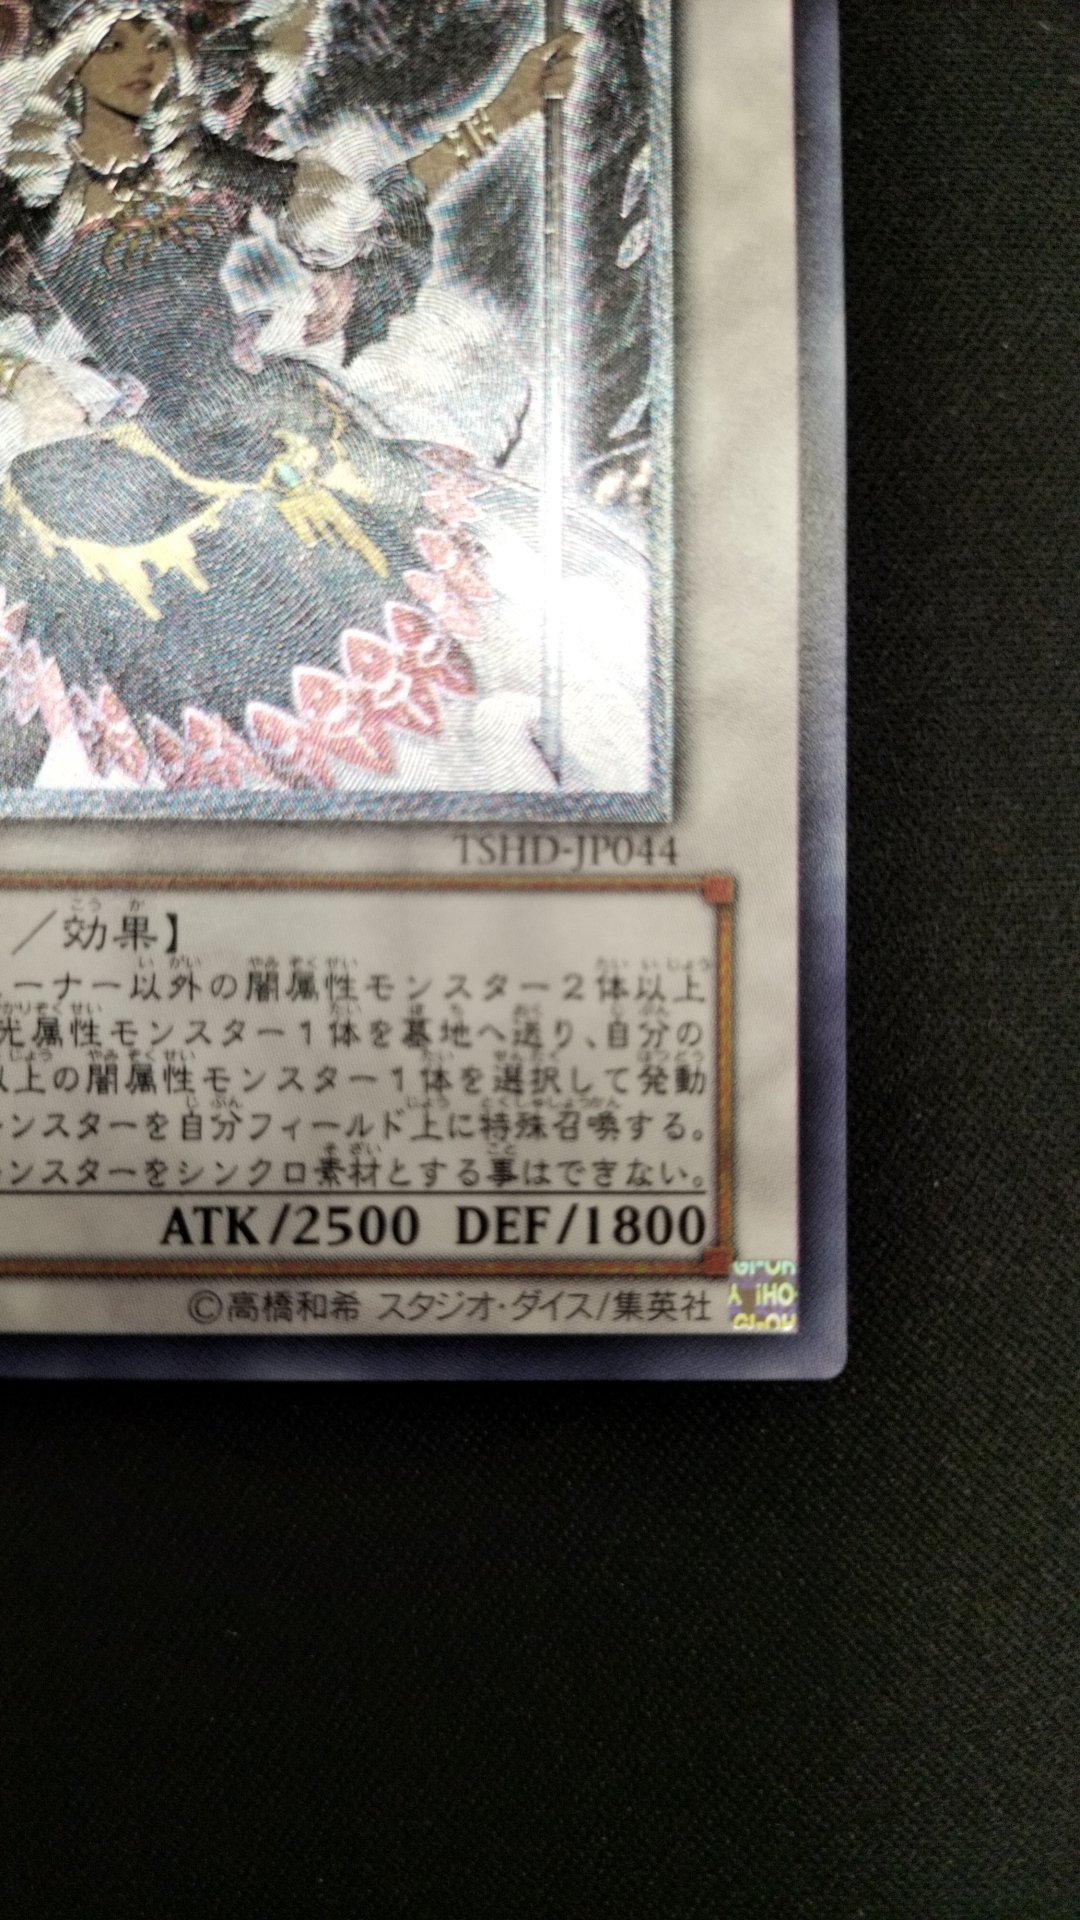 TSHD-JP044
／効果】
ーナー以外の闇属性モンスター２体以上
光属性モンスター１体を墓地へ送り、自分の
以上の闇属性モンスター１体を選択して発動
ンスターを自分フィールド上に特殊召喚する。
ンスターをシンクロ素材とする事はできない。
ATK/2500 DEF/1800
©高橋和希 スタジオ・ダイス/集英社